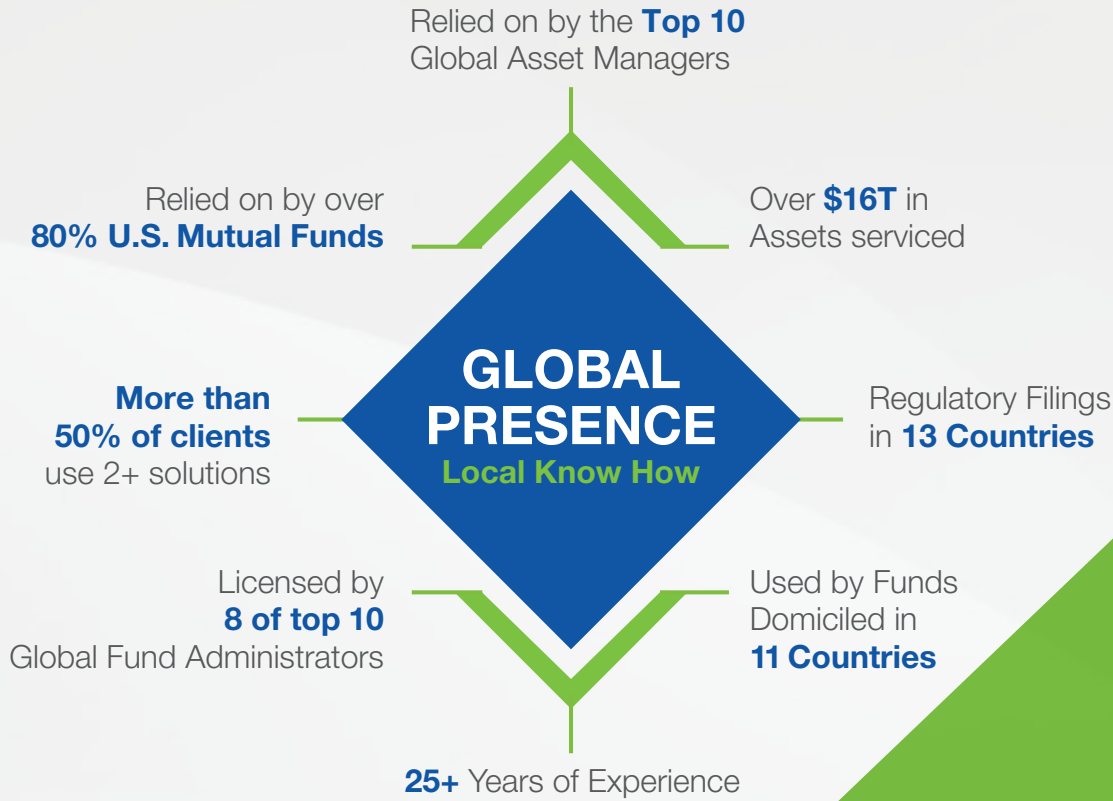 Relied on by the Top 10
Global Asset Managers
Relied on by over
80% U.S. Mutual Funds
Over $16T in
Assets serviced
More than
50% of clients
use 2+ solutions
GLOBAL
PRESENCE
Local Know How
Regulatory Filings
in 13 Countries
Licensed by
8 of top 10
Global Fund Administrators
Used by Funds
Domiciled in
11 Countries
25+ Years of Experience